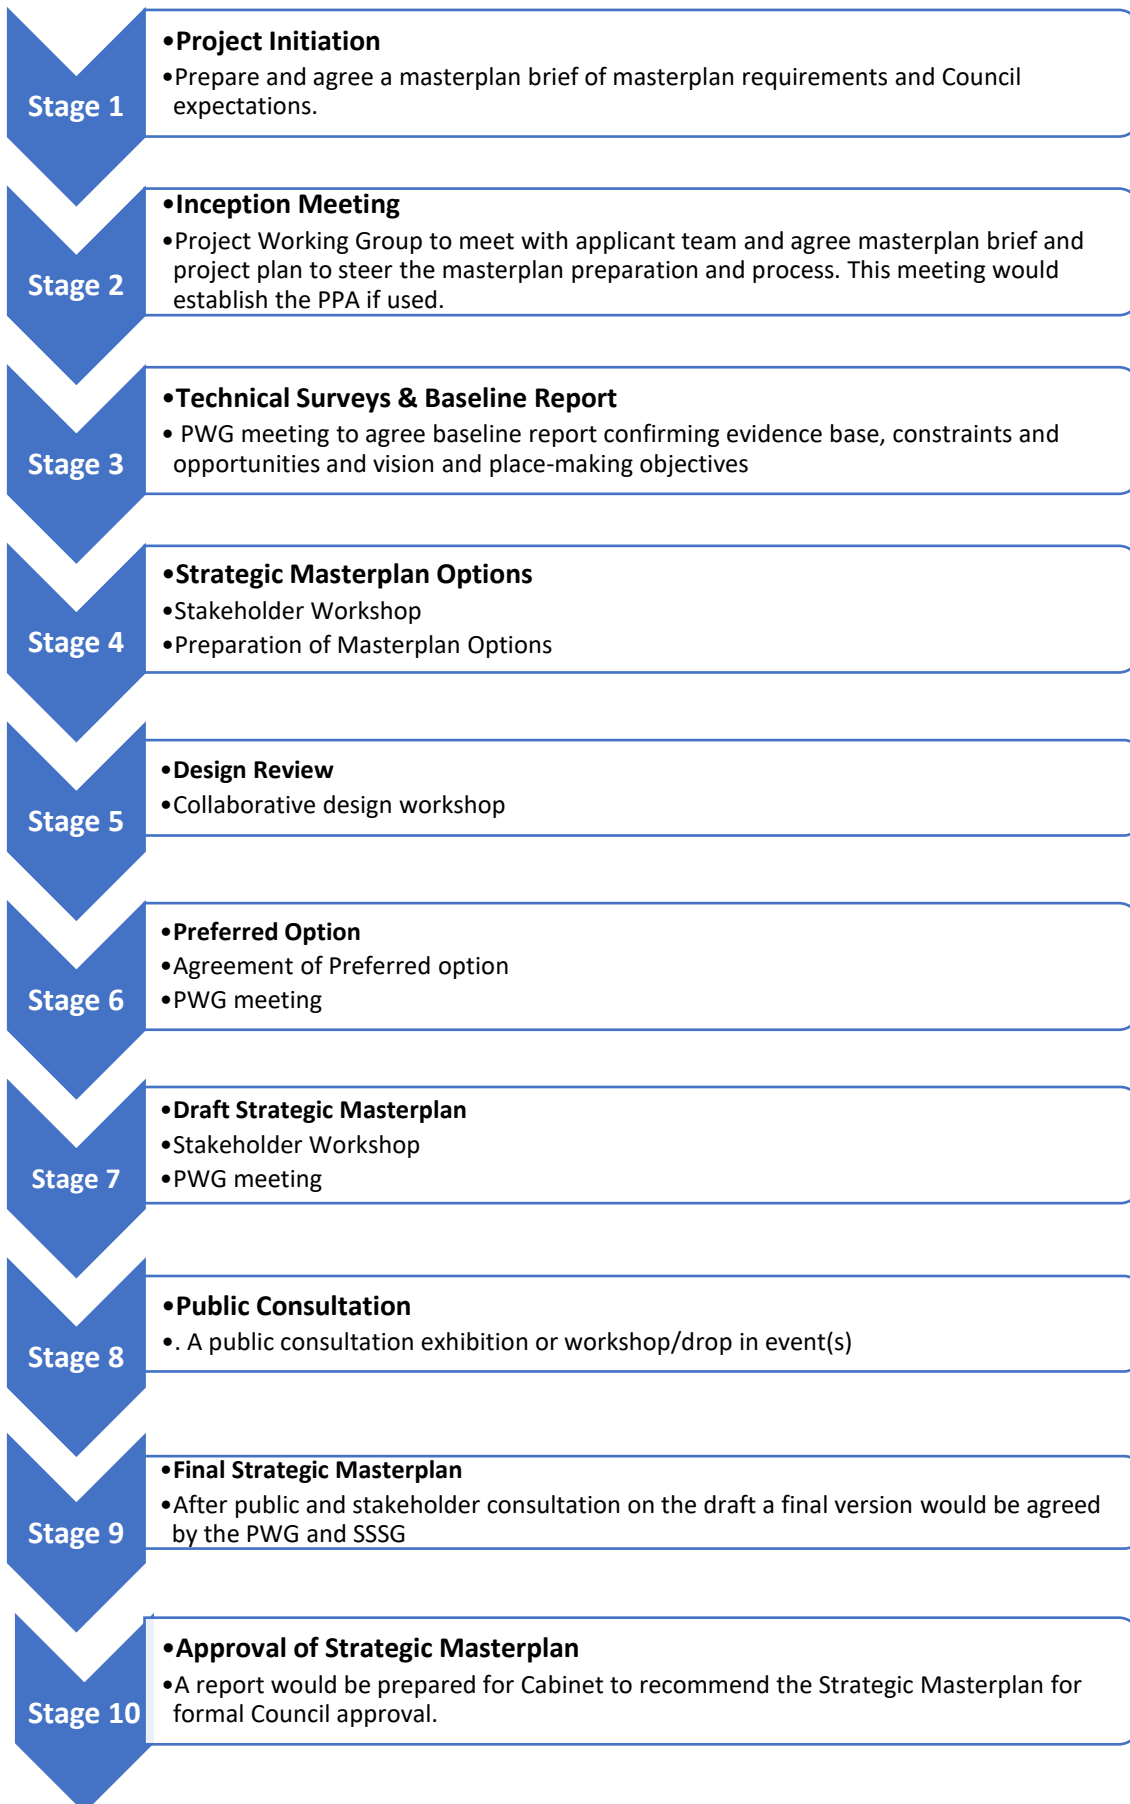 Stage 1
•Project Initiation
•Prepare and agree a masterplan brief of masterplan requirements and Council
expectations.
Stage 2
•Inception Meeting
•Project Working Group to meet with applicant team and agree masterplan brief and
project plan to steer the masterplan preparation and process. This meeting would
establish the PPA if used.
Stage 3
•Technical Surveys & Baseline Report
• PWG meeting to agree baseline report confirming evidence base, constraints and
opportunities and vision and place-making objectives
Stage 4
•Strategic Masterplan Options
•Stakeholder Workshop
•Preparation of Masterplan Options
Stage 5
•Design Review
•Collaborative design workshop
Stage 6
•Preferred Option
•Agreement of Preferred option
•PWG meeting
Stage 7
•Draft Strategic Masterplan
•Stakeholder Workshop
•PWG meeting
Stage 8
•Public Consultation
•. A public consultation exhibition or workshop/drop in event(s)
Stage 9
•Final Strategic Masterplan
•After public and stakeholder consultation on the draft a final version would be agreed
by the PWG and SSSG
Stage 10
•Approval of Strategic Masterplan
•A report would be prepared for Cabinet to recommend the Strategic Masterplan for
formal Council approval.